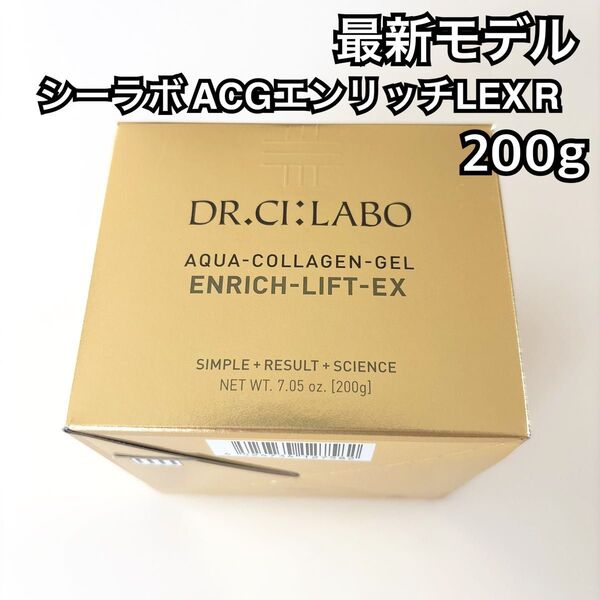 最新モデル
シーラボ ACGエンリッチLEX R
200g
DR.CI:LABO
AQUA-COLLAGEN-GEL
ENRICH-LIFT-EX
SIMPLE + RESULT + SCIENCE
NET WT. 7.05 oz. [200g]